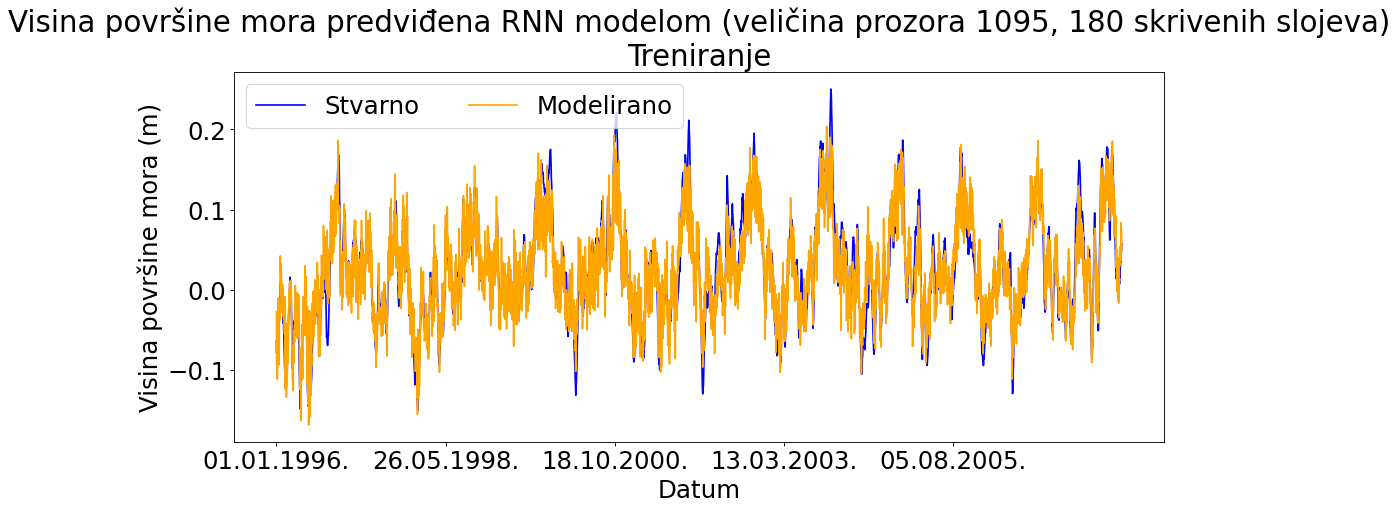 Visina površine mora predviđena RNN modelom (veličina prozora 1095, 180 skrivenih slojeva)
Treniranje
Stvarno
Modelirano
Visina površine mora (m)
0.2
0.1
0.0
−0.1
01.01.1996.
26.05.1998.
18.10.2000.
13.03.2003.
05.08.2005.
Datum